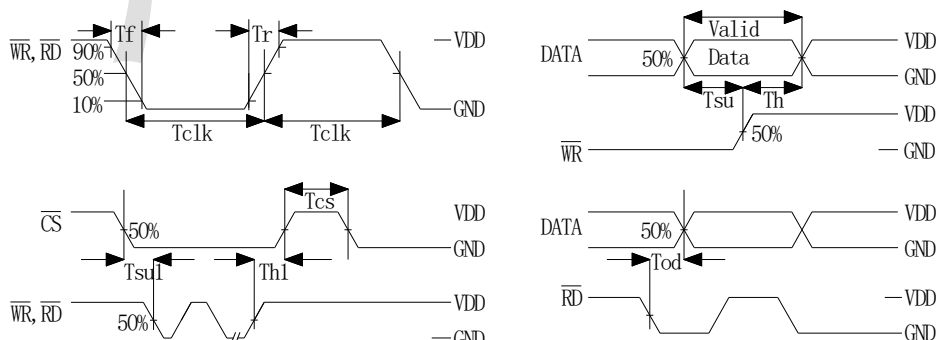 Tf
Tr
WR, RD
90%
50%
10%
VDD
GND
Tclk
Tclk
Valid
DATA
50%
Data
VDD
GND
Tsu
Th
VDD
50%
WR
GND
Tcs
CS
50%
VDD
GND
Tsu1
Th1
WR, RD
50%
VDD
GND
DATA
50%
VDD
GND
Tod
RD
VDD
GND